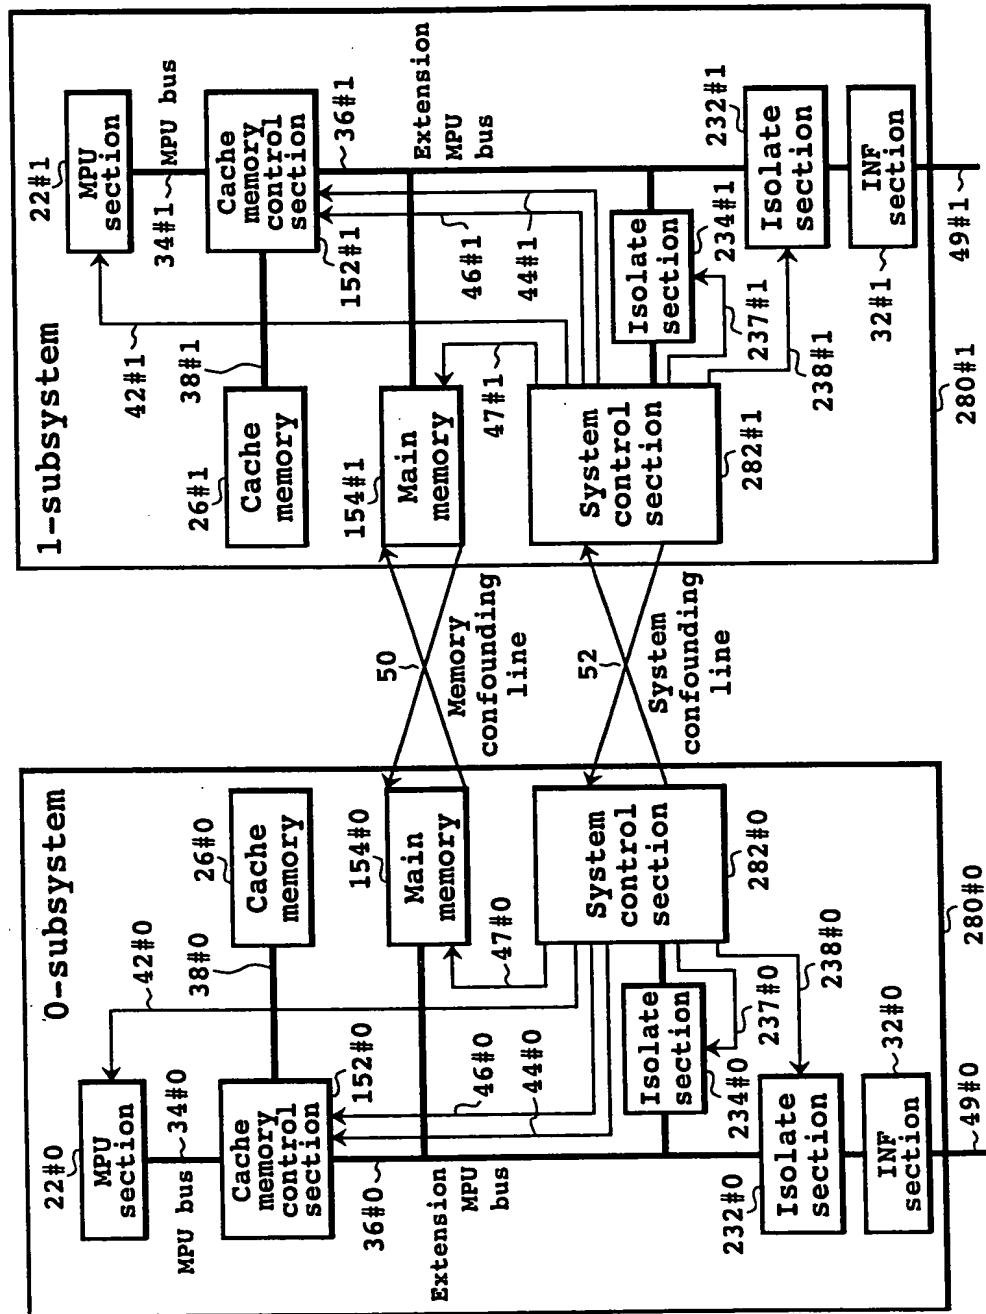 0-subsystem
22#0
MPU
section
MPU bus
34#0
42#0
38#0
26#0
Cache
memory
Cache
memory
control
section
152#0
36#0
Extension
MPU
bus
46#0
44#0
154#0
Main
memory
47#0
System
control
section
282#0
Isolate
section
234#0
237#0
238#0
232#0
Isolate
section
32#0
INF
section
49#0
280#0
50
Memory
confounding
line
52
System
confounding
line
1-subsystem
22#1
MPU
section
34#1
MPU bus
42#1
38#1
26#1
Cache
memory
Cache
memory
control
section
152#1
36#1
Extension
MPU
bus
46#1
44#1
154#1
Main
memory
47#1
System
control
section
282#1
Isolate
section
234#1
237#1
238#1
232#1
Isolate
section
INF
section
32#1
49#1
280#1